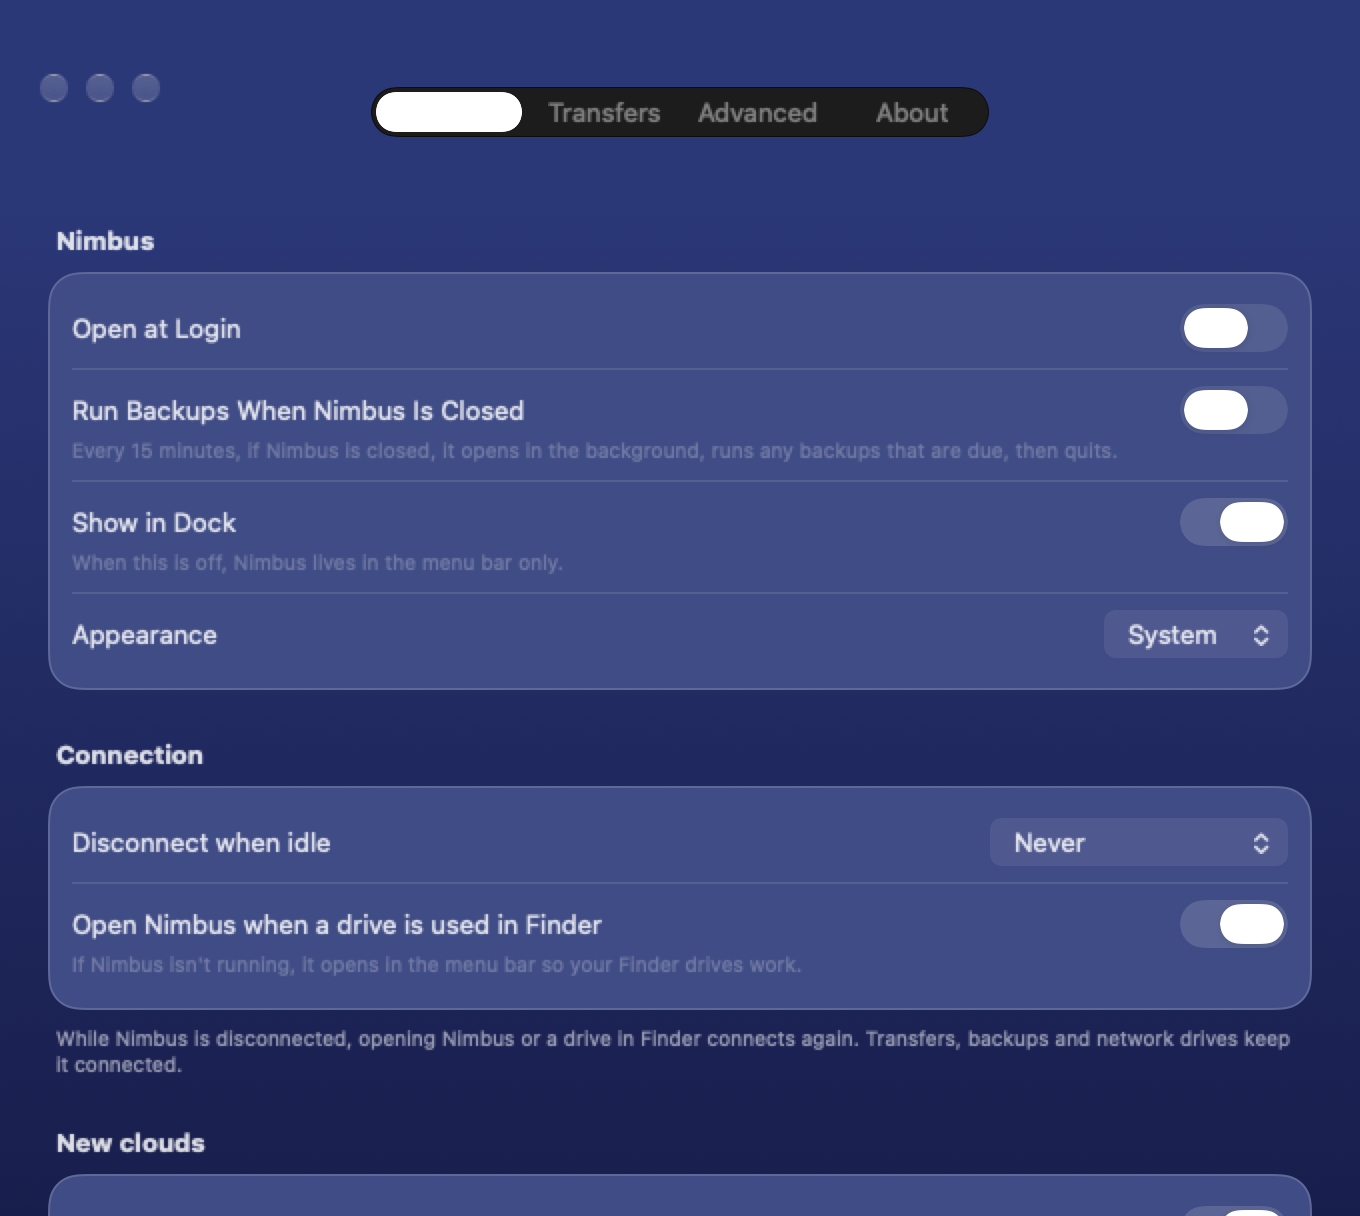 Transfers Advanced About
Nimbus
Open at Login
Run Backups When Nimbus Is Closed
Every 15 minutes, if Nimbus is closed, it opens in the background, runs any backups that are due, then quits.
Show in Dock
When this is off, Nimbus lives in the menu bar only.
Appearance System
Connection
Disconnect when idle Never
Open Nimbus when a drive is used in Finder
If Nimbus isn't running, it opens in the menu bar so your Finder drives work.
While Nimbus is disconnected, opening Nimbus or a drive in Finder connects again. Transfers, backups and network drives keep
it connected.
New clouds